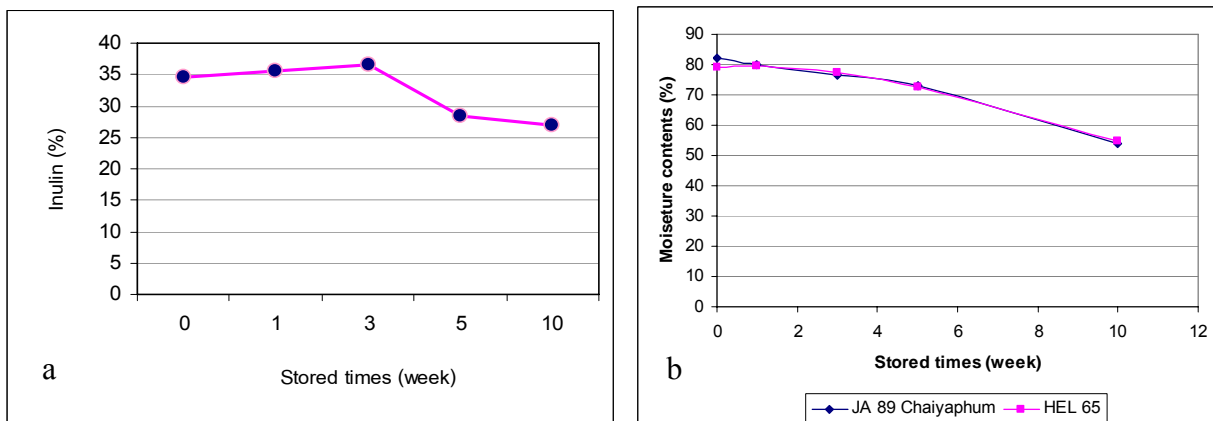 40
35
30
25
20
15
10
5
0
Inulin (%)
0 1 3 5 10
Stored times (week)
a
90
80
70
60
50
40
30
20
10
0
Moiseture contents (%)
0 2 4 6 8 10 12
Stored times (week)
b
JA 89 Chaiyaphum HEL 65